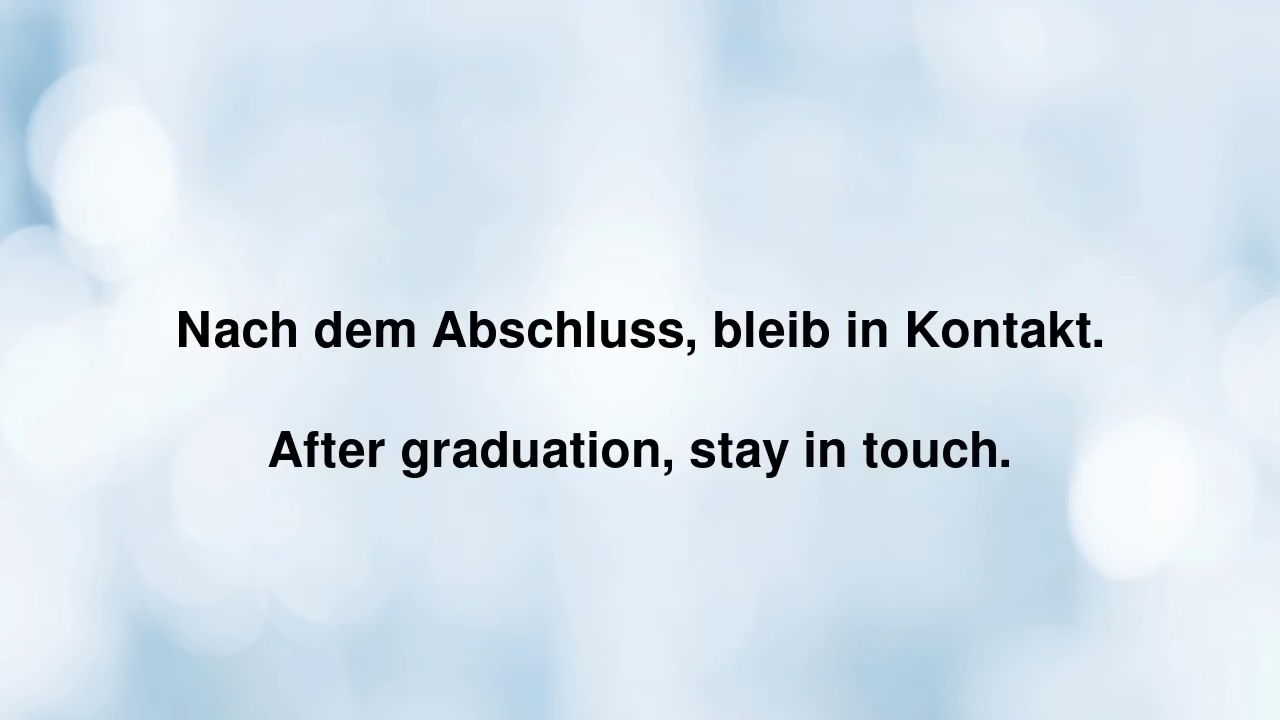 Nach dem Abschluss, bleib in Kontakt.
After graduation, stay in touch.